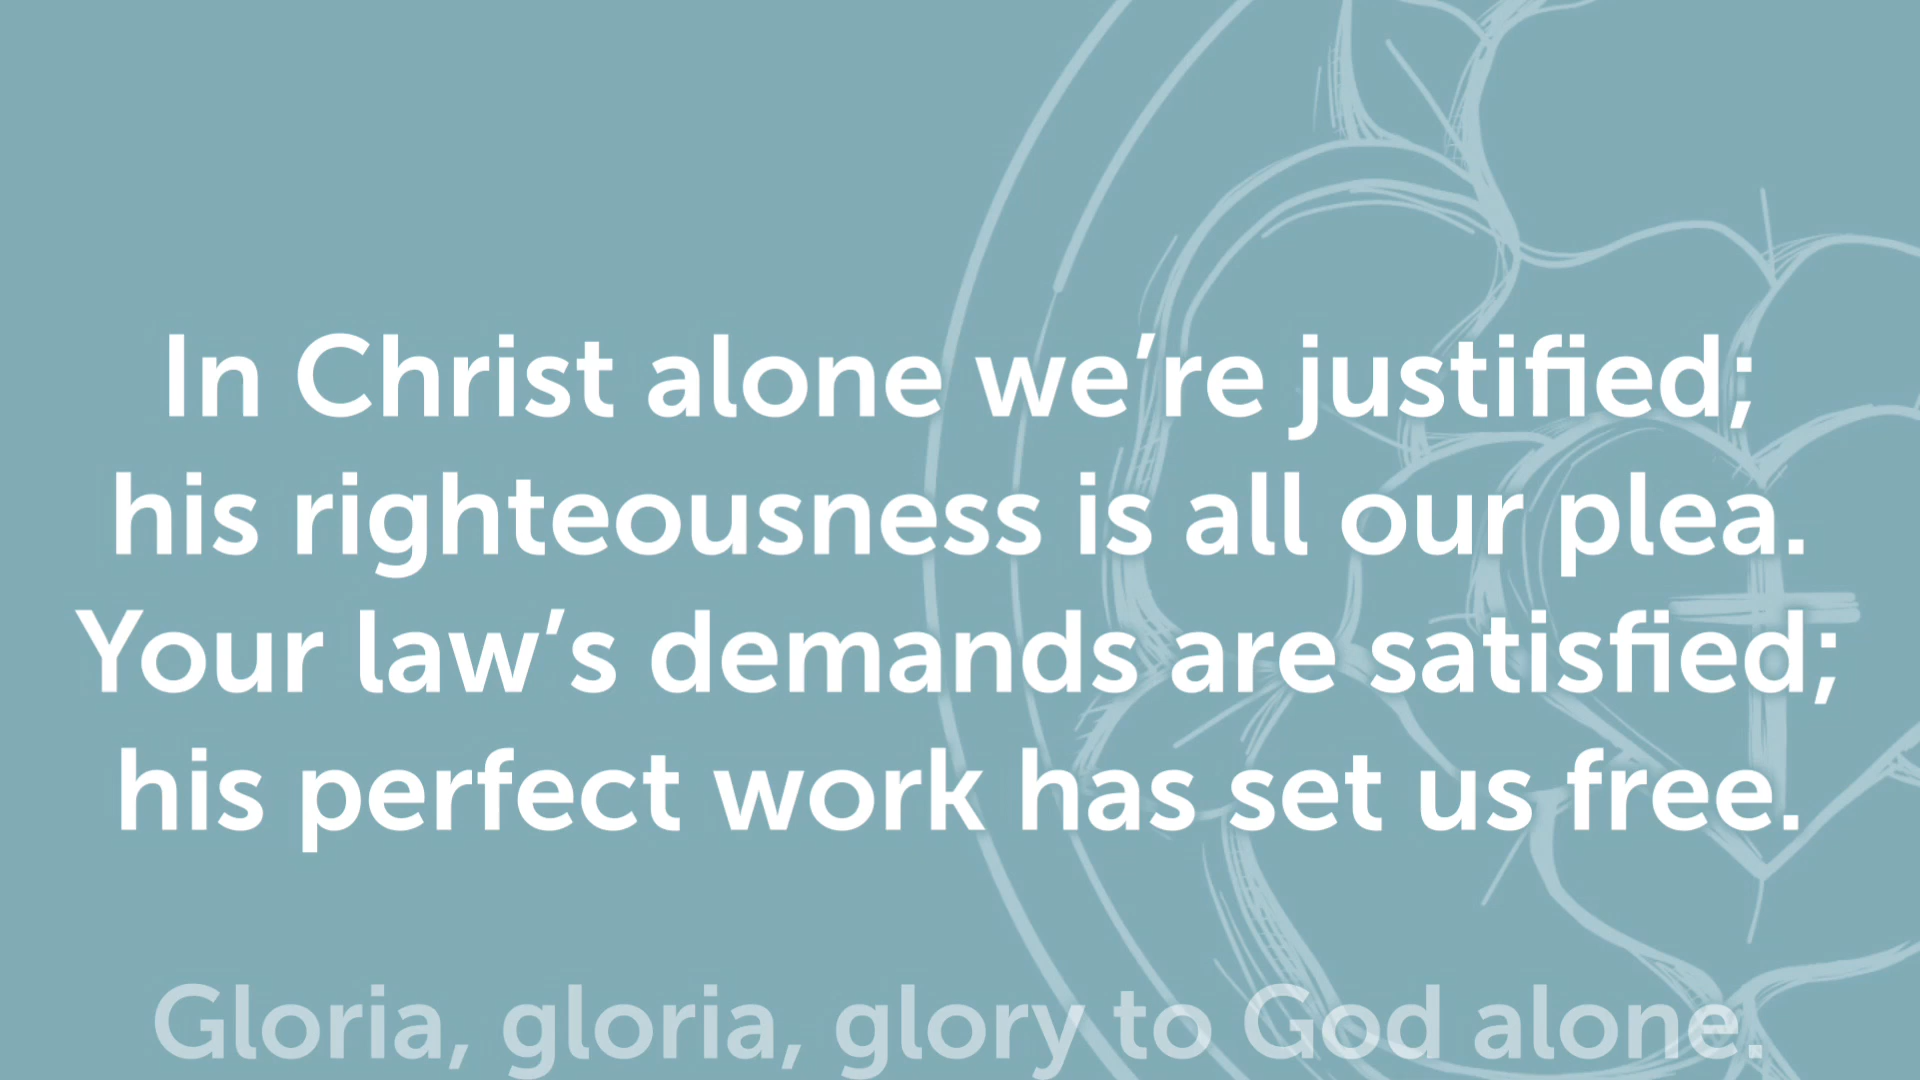 In Christ alone we’re justified;
his righteousness is all our plea.
Your law’s demands are satisfied;
his perfect work has set us free.
Gloria, gloria, glory to God alone.